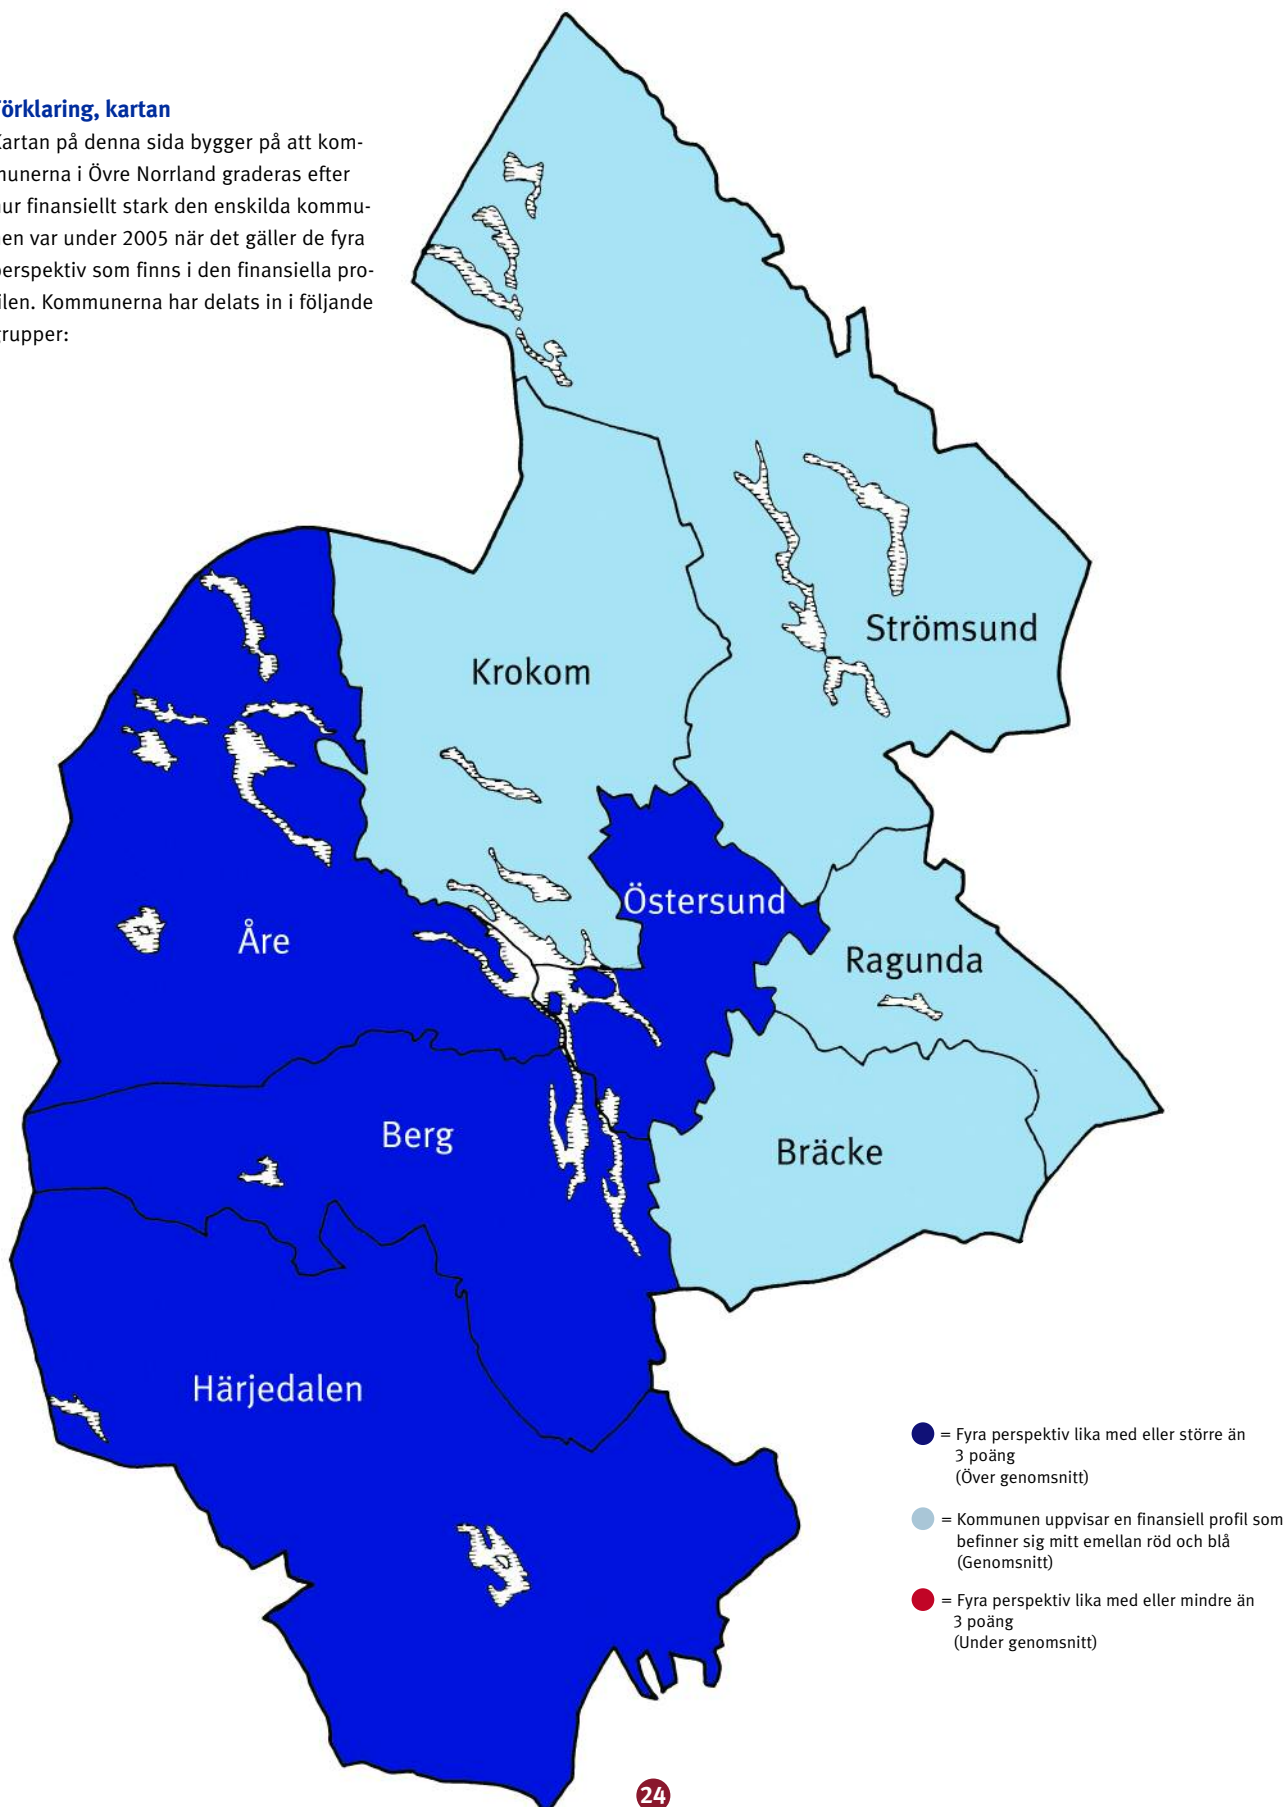 örklaring, kartan
Kartan på denna sida bygger på att kom-
munerna i Övre Norrland graderas efter
hur finansiellt stark den enskilda kommu-
nen var under 2005 när det gäller de fyra
perspektiv som finns i den finansiella pro-
filen. Kommunerna har delats in i följande
grupper:
Strömsund
Krokom
Östersund
Åre
Ragunda
Berg
Bräcke
Härjedalen
= Fyra perspektiv lika med eller större än
3 poäng
(Över genomsnitt)
= Kommunen uppvisar en finansiell profil som
befinner sig mitt emellan röd och blå
(Genomsnitt)
= Fyra perspektiv lika med eller mindre än
3 poäng
(Under genomsnitt)
24